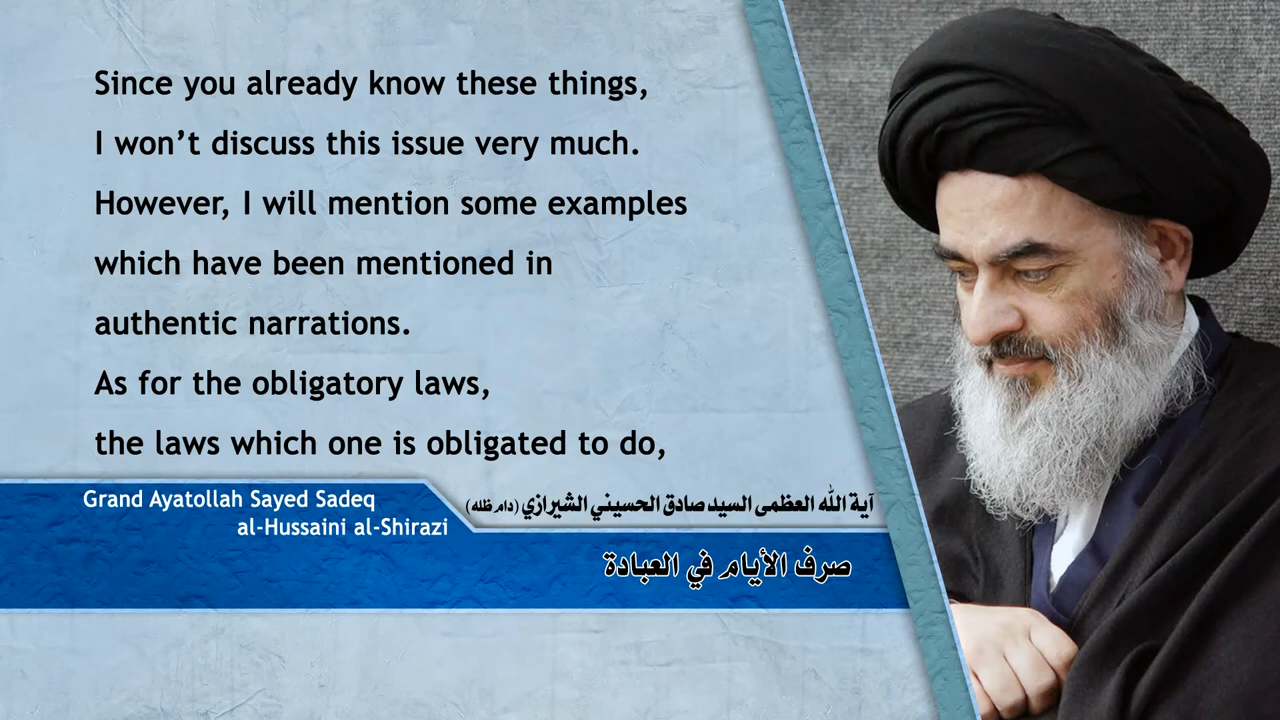 Since you already know these things,
I won’t discuss this issue very much.
However, I will mention some examples
which have been mentioned in
authentic narrations.
As for the obligatory laws,
the laws which one is obligated to do,
Grand Ayatollah Sayed Sadeq
al-Hussaini al-Shirazi
آية الله العظمى السيد صادق الحسيني الشيرازي (دام ظله)
صرف الأيام في العبادة